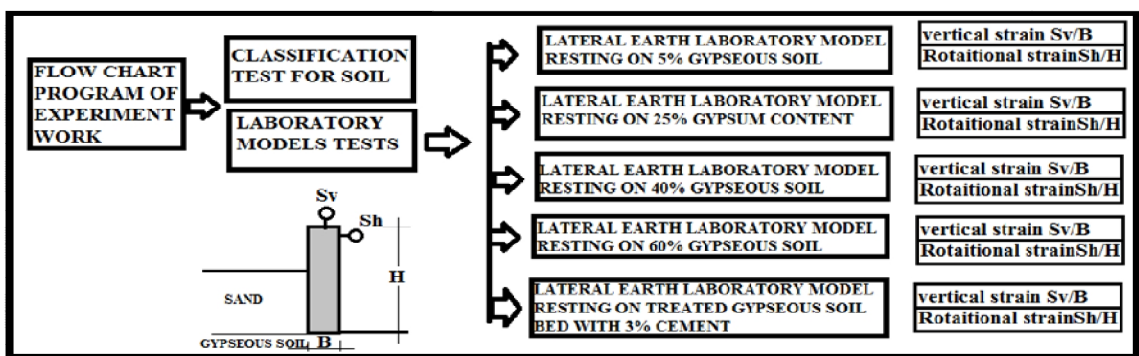 FLOW CHART
PROGRAM OF
EXPERIMENT
WORK
CLASSIFICATION
TEST FOR SOIL
LABORATORY
MODELS TESTS
LATERAL EARTH LABORATORY MODEL
RESTING ON 5% GYPSEOUS SOIL
vertical strain Sv/B
Rotaitional strainSh/H
LATERAL EARTH LABORATORY MODEL
RESTING ON 25% GYPSUM CONTENT
vertical strain Sv/B
Rotaitional strainSh/H
LATERAL EARTH LABORATORY MODEL
RESTING ON 40% GYPSEOUS SOIL
vertical strain Sv/B
Rotaitional strainSh/H
LATERAL EARTH LABORATORY MODEL
RESTING ON 60% GYPSEOUS SOIL
vertical strain Sv/B
Rotaitional strainSh/H
LATERAL EARTH LABORATORY MODEL
RESTING ON TREATED GYPSEOUS SOIL
BED WITH 3% CEMENT
vertical strain Sv/B
Rotaitional strainSh/H
Sv
Sh
H
SAND
GYPSEOUS SOIL
B